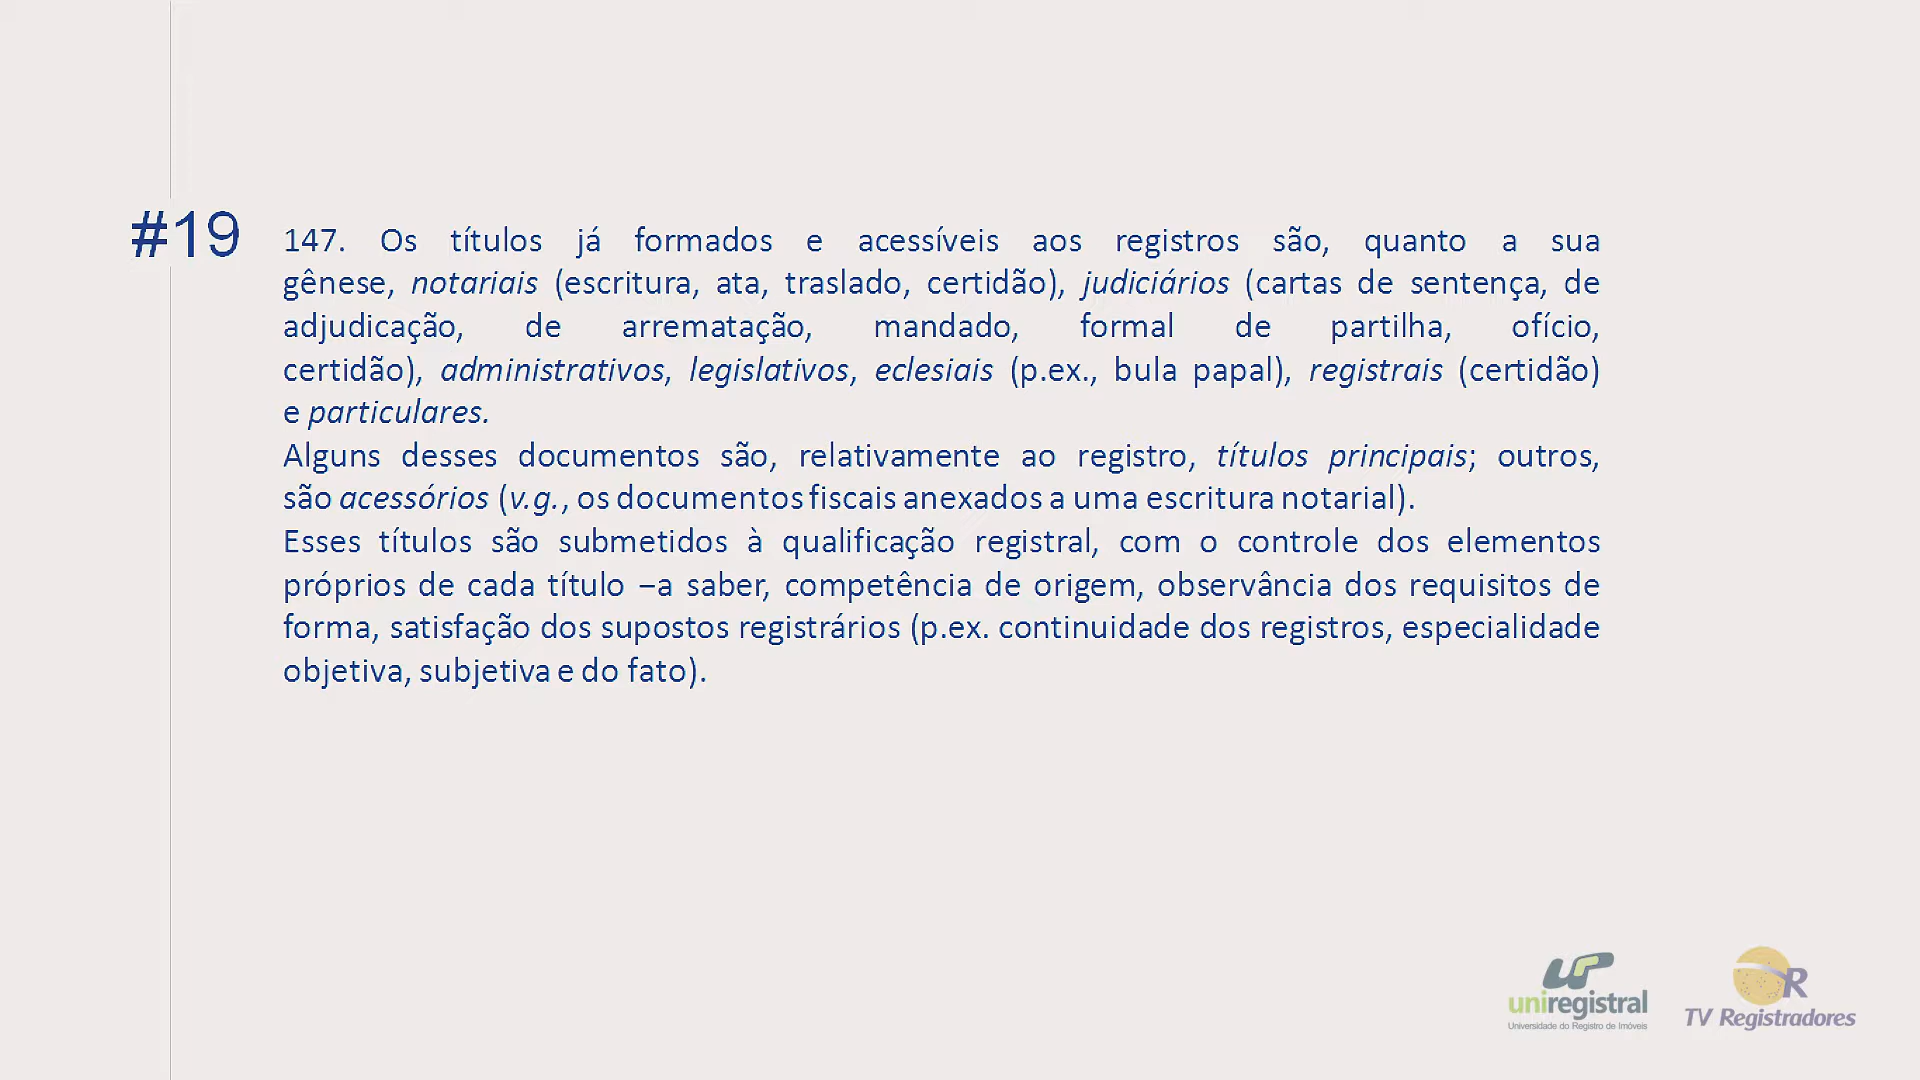 #19
147. Os títulos já formados e acessíveis aos registros são, quanto a sua
gênese, notariais (escritura, ata, traslado, certidão), judiciários (cartas de sentença, de
adjudicação, de arrematação, mandado, formal de partilha, ofício,
certidão), administrativos, legislativos, eclesiais (p.ex., bula papal), registrais (certidão)
e particulares.
Alguns desses documentos são, relativamente ao registro, títulos principais; outros,
são acessórios (v.g., os documentos fiscais anexados a uma escritura notarial).
Esses títulos são submetidos à qualificação registral, com o controle dos elementos
próprios de cada título –a saber, competência de origem, observância dos requisitos de
forma, satisfação dos supostos registrários (p.ex. continuidade dos registros, especialidade
objetiva, subjetiva e do fato).
uniregistral
Universidade do Registro de Imóveis
R
TV Registradores